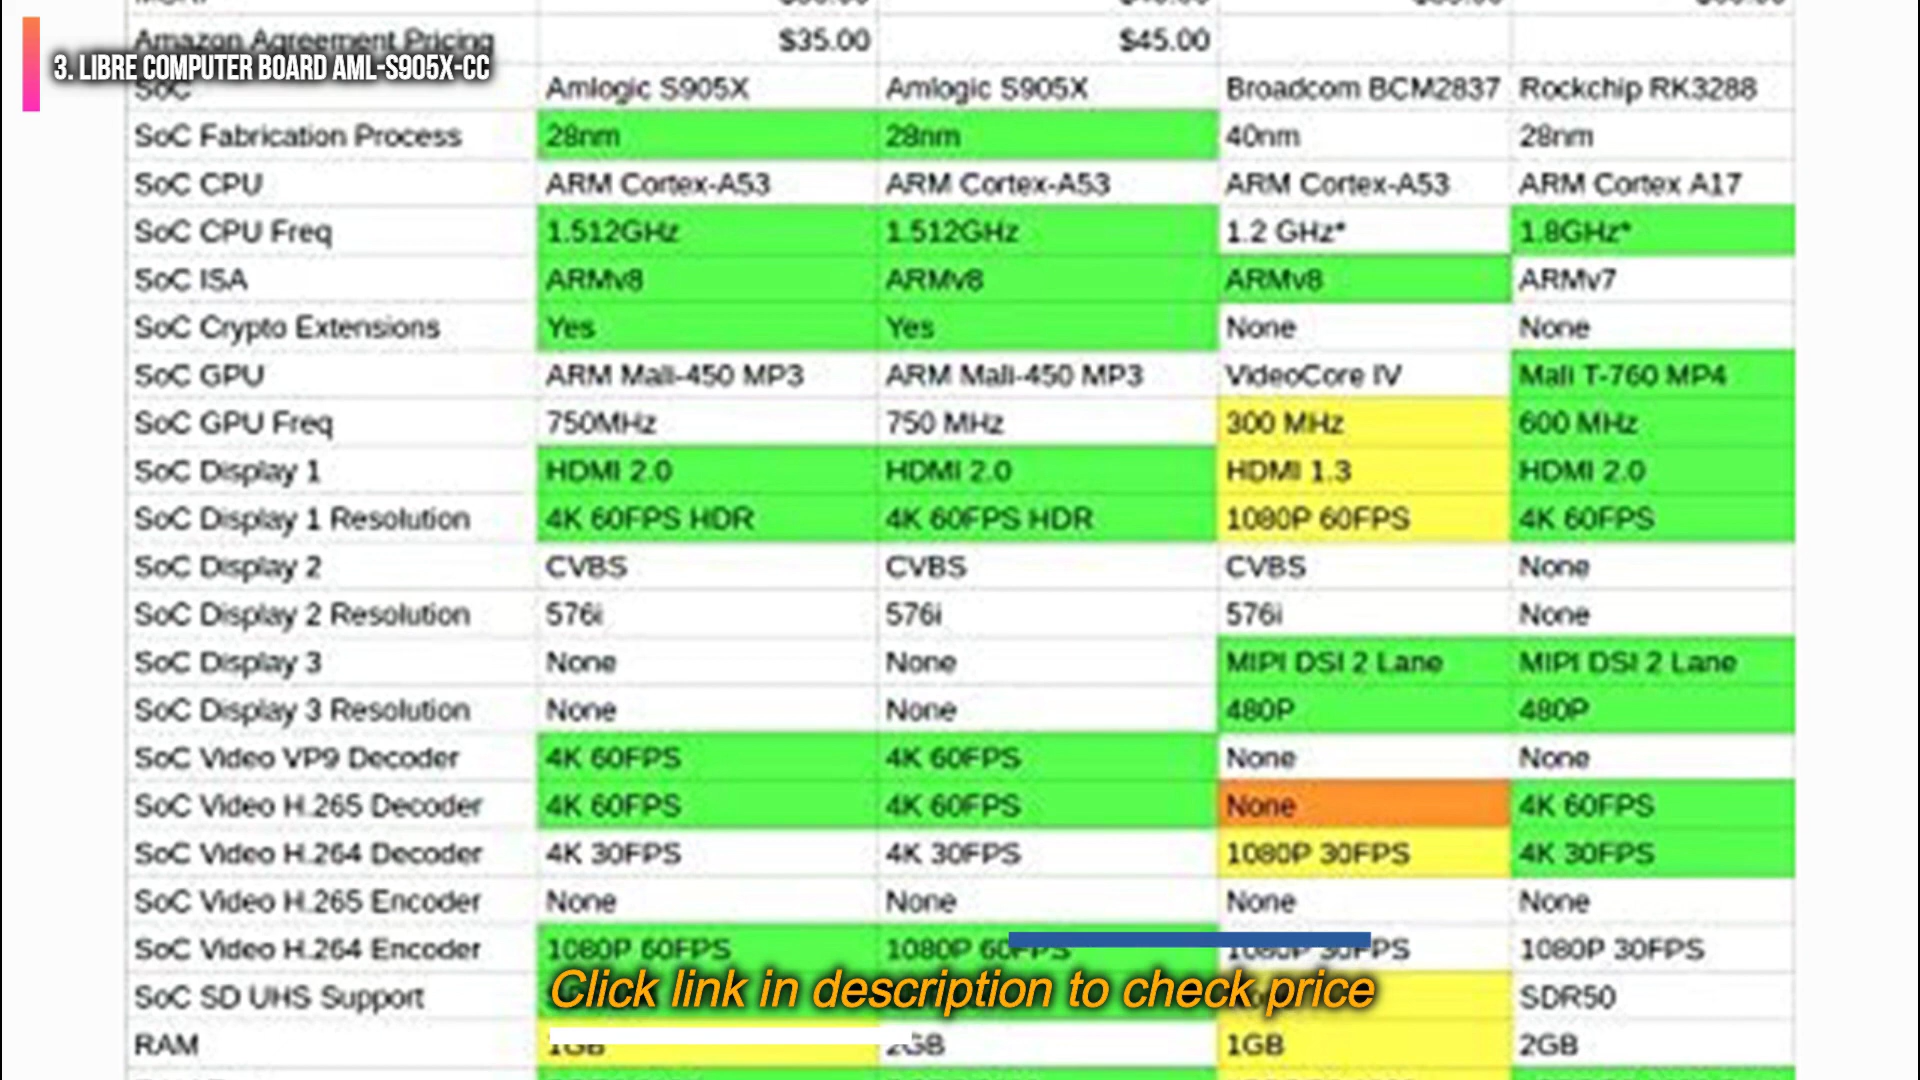 Amazon Agreement Pricing $35.00 $45.00
3. LIBRE COMPUTER BOARD AML-S905X-CC
SoC Amlogic S905X Amlogic S905X Broadcom BCM2837 Rockchip RK3288
SoC Fabrication Process 28nm 28nm 40nm 28nm
SoC CPU ARM Cortex-A53 ARM Cortex-A53 ARM Cortex-A53 ARM Cortex A17
SoC CPU Freq 1.512GHz 1.512GHz 1.2 GHz* 1.8GHz*
SoC ISA ARMv8 ARMv8 ARMv8 ARMv7
SoC Crypto Extensions Yes Yes None None
SoC GPU ARM Mali-450 MP3 ARM Mali-450 MP3 VideoCore IV Mali T-760 MP4
SoC GPU Freq 750MHz 750 MHz 300 MHz 600 MHz
SoC Display 1 HDMI 2.0 HDMI 2.0 HDMI 1.3 HDMI 2.0
SoC Display 1 Resolution 4K 60FPS HDR 4K 60FPS HDR 1080P 60FPS 4K 60FPS
SoC Display 2 CVBS CVBS CVBS None
SoC Display 2 Resolution 576i 576i 576i None
SoC Display 3 None None MIPI DSI 2 Lane MIPI DSI 2 Lane
SoC Display 3 Resolution None None 480P 480P
SoC Video VP9 Decoder 4K 60FPS 4K 60FPS None None
SoC Video H.265 Decoder 4K 60FPS 4K 60FPS None 4K 60FPS
SoC Video H.264 Decoder 4K 30FPS 4K 30FPS 1080P 30FPS 4K 30FPS
SoC Video H.265 Encoder None None None None
SoC Video H.264 Encoder 1080P 60FPS 1080P 60FPS 1080P 30FPS 1080P 30FPS
Click link in description to check price
SoC SD UHS Support SDR50
RAM 1GB 2GB 1GB 2GB